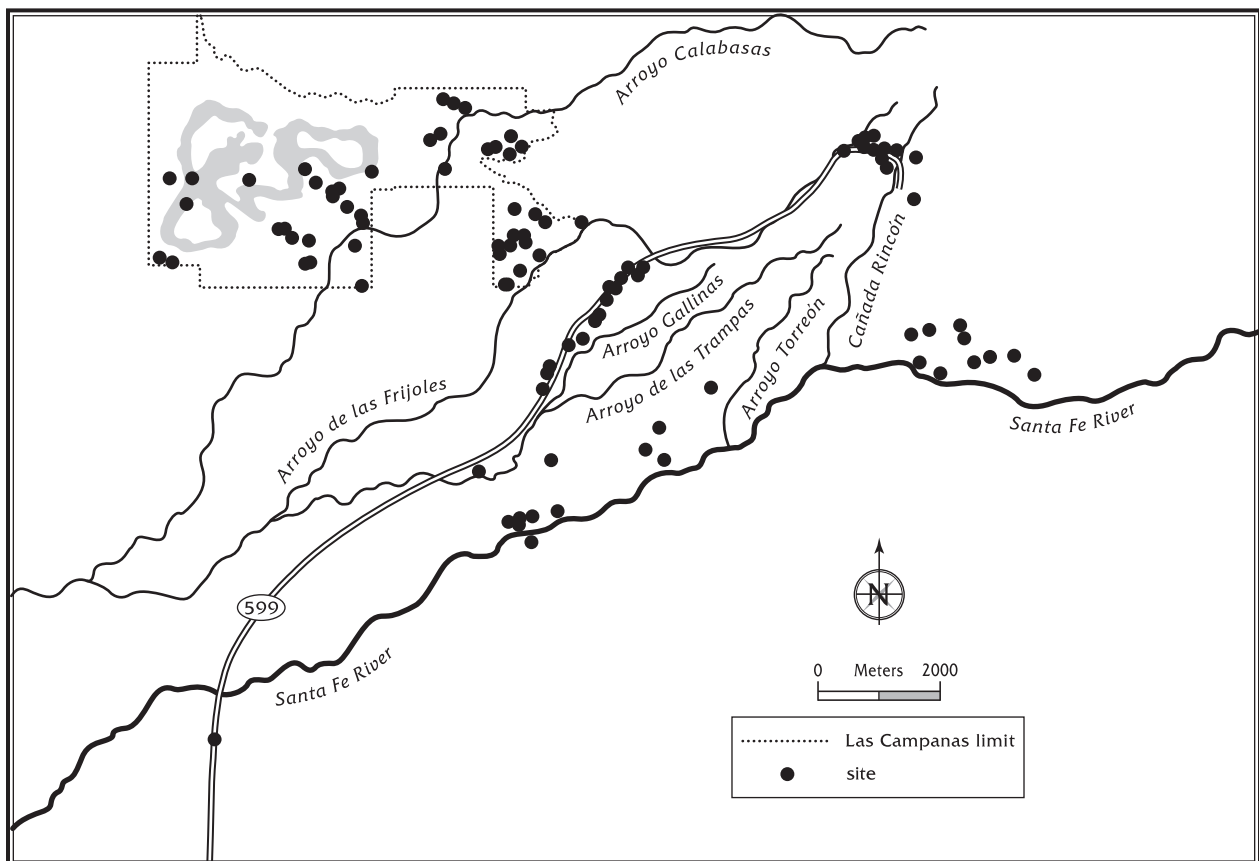 Arroyo Calabasas
Cañada Rincón
Arroyo Gallinas
Arroyo de las Trampas
Arroyo Torreón
Arroyo de las Frijoles
Santa Fe River
599
Santa Fe River
N
0 Meters 2000
Las Campanas limit
site